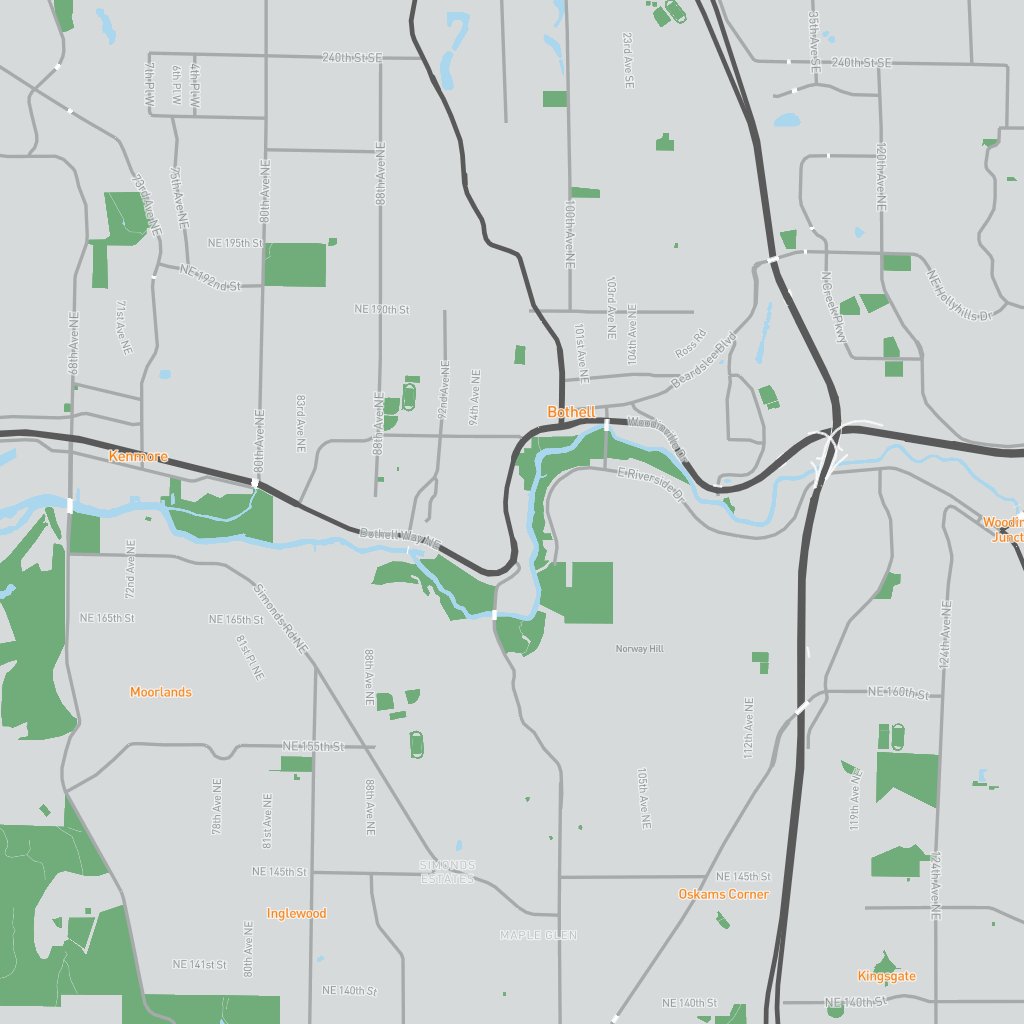 240th St SE
35th Ave SE
23rd Ave SE
240th St SE
7th Pl W
6th Pl W
4th Pl W
75th Ave NE
73rd Ave NE
80th Ave NE
88th Ave NE
100th Ave NE
120th Ave NE
NE 195th St
NE 192nd St
NE 190th St
71st Ave NE
68th Ave NE
103rd Ave NE
104th Ave NE
101st Ave NE
Ross Rd
Beardslee Blvd
N Creek Pkwy
NE Hollyhills Dr
92nd Ave NE
94th Ave NE
83rd Ave NE
80th Ave NE
88th Ave NE
Bothell
Woodinville Dr
Kenmore
E Riverside Dr
Bothell Way NE
72nd Ave NE
Simonds Rd NE
NE 165th St
NE 165th St
81st Pl NE
88th Ave NE
Norway Hill
124th Ave NE
Moorlands
NE 160th St
112th Ave NE
NE 155th St
78th Ave NE
81st Ave NE
88th Ave NE
105th Ave NE
119th Ave NE
SIMONDS
ESTATES
NE 145th St
NE 145th St
124th Ave NE
Oskams Corner
Inglewood
MAPLE GLEN
80th Ave NE
NE 141st St
NE 140th St
Kingsgate
NE 140th St
NE 140th St